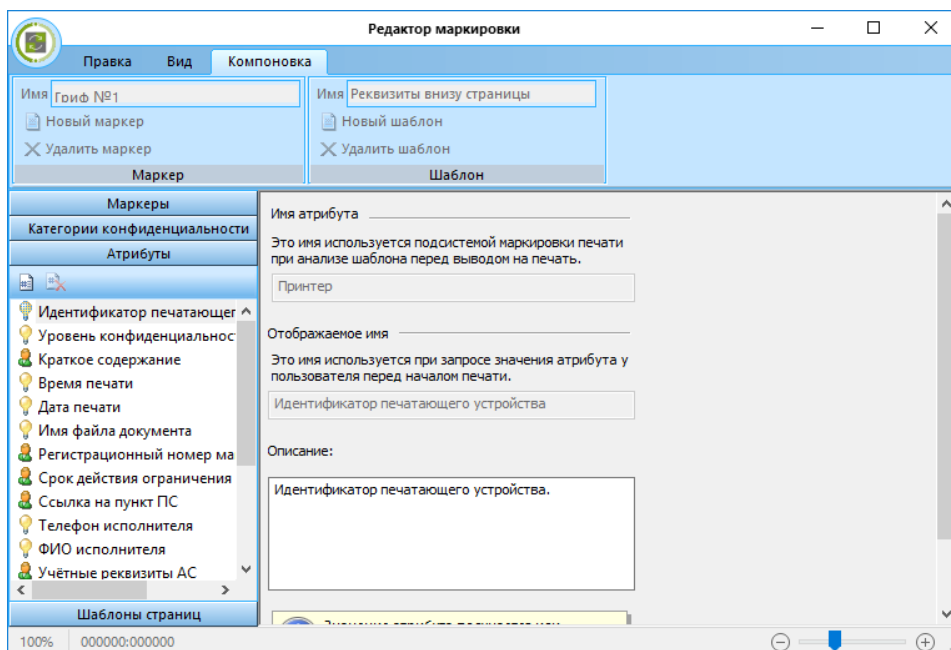 Редактор маркировки
Правка Вид Компоновка
Имя Гриф №1
Новый маркер
Удалить маркер
Маркер
Имя Реквизиты внизу страницы
Новый шаблон
Удалить шаблон
Шаблон
Маркеры
Категории конфиденциальности
Атрибуты
Идентификатор печатающег
Уровень конфиденциальнос
Краткое содержание
Время печати
Дата печати
Имя файла документа
Регистрационный номер ма
Срок действия ограничения
Ссылка на пункт ПС
Телефон исполнителя
ФИО исполнителя
Учётные реквизиты АС
Шаблоны страниц
Имя атрибута
Это имя используется подсистемой маркировки печати
при анализе шаблона перед выводом на печать.
Принтер
Отображаемое имя
Это имя используется при запросе значения атрибута у
пользователя перед началом печати.
Идентификатор печатающего устройства
Описание:
Идентификатор печатающего устройства.
Значение атрибута
100% 000000:000000